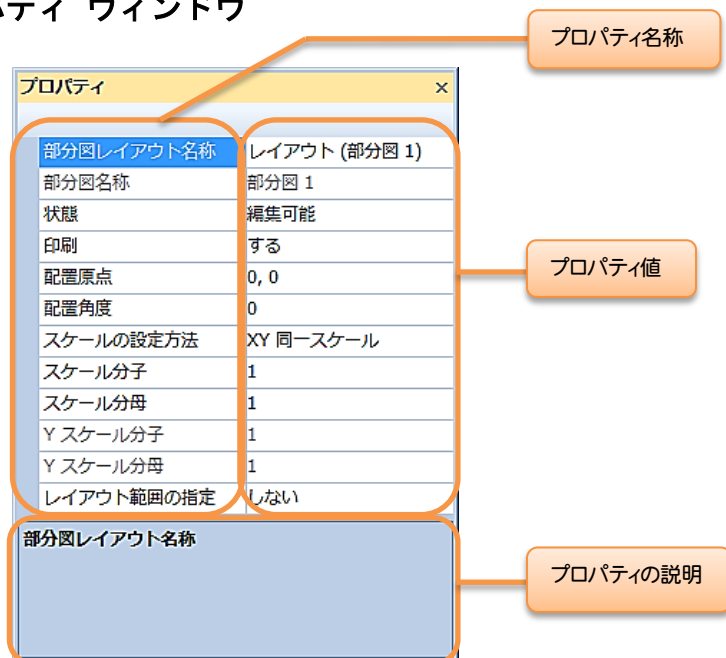 パティ ウィンドウ
プロパティ名称
プロパティ ×
部分図レイアウト名称 レイアウト (部分図 1)
部分図名称 部分図 1
状態 編集可能
印刷 する
配置原点 0, 0
プロパティ値
配置角度 0
スケールの設定方法 XY 同一スケール
スケール分子 1
スケール分母 1
Y スケール分子 1
Y スケール分母 1
レイアウト範囲の指定 しない
部分図レイアウト名称
プロパティの説明